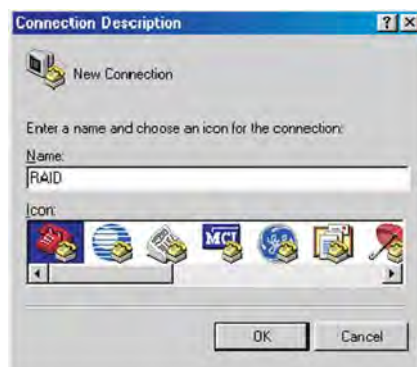 Connection Description
New Connection
Enter a name and choose an icon for the connection:
Name:
RAID
Icon:
MCI
OK
Cancel